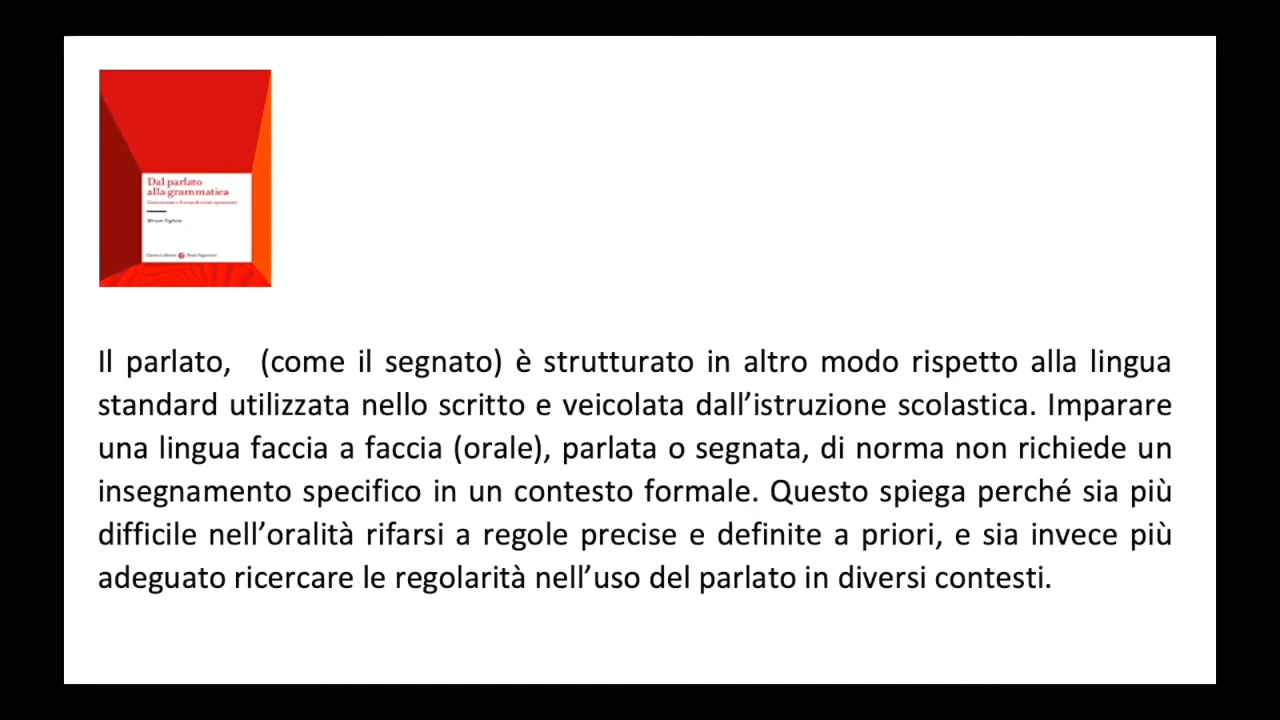 Dal parlato
alla grammatica
Il parlato, (come il segnato) è strutturato in altro modo rispetto alla lingua
standard utilizzata nello scritto e veicolata dall’istruzione scolastica. Imparare
una lingua faccia a faccia (orale), parlata o segnata, di norma non richiede un
insegnamento specifico in un contesto formale. Questo spiega perché sia più
difficile nell’oralità rifarsi a regole precise e definite a priori, e sia invece più
adeguato ricercare le regolarità nell’uso del parlato in diversi contesti.